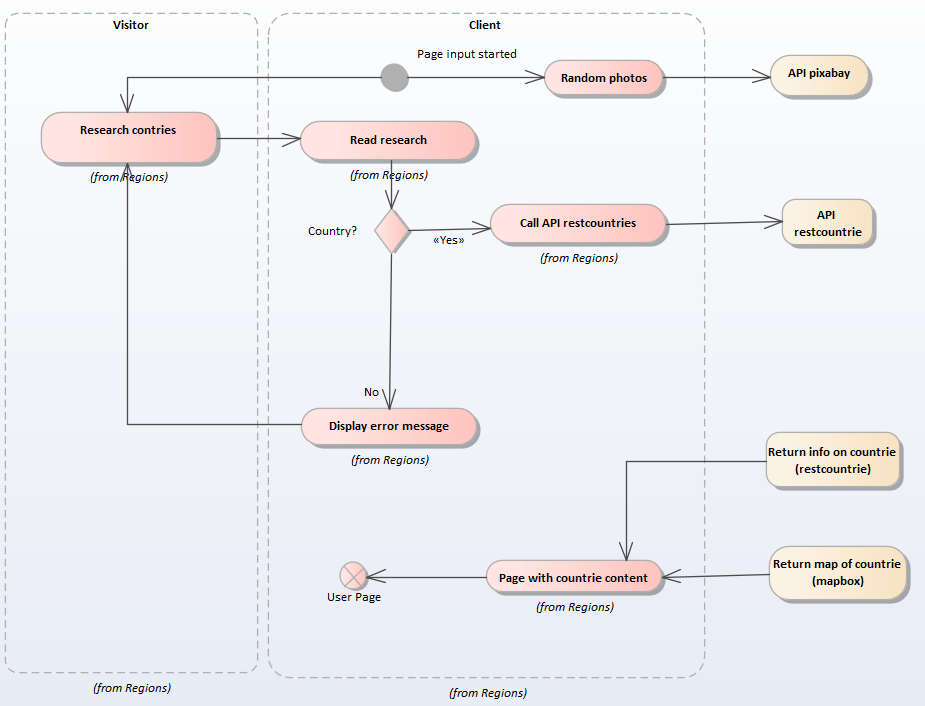 Visitor
Client
Page input started
Random photos
API pixabay
Research contries
(from Regions)
Read research
(from Regions)
Country?
«Yes»
Call API restcountries
(from Regions)
API
restcountrie
No
Display error message
(from Regions)
Return info on countrie
(restcountrie)
Page with countrie content
(from Regions)
Return map of countrie
(mapbox)
User Page
(from Regions)
(from Regions)